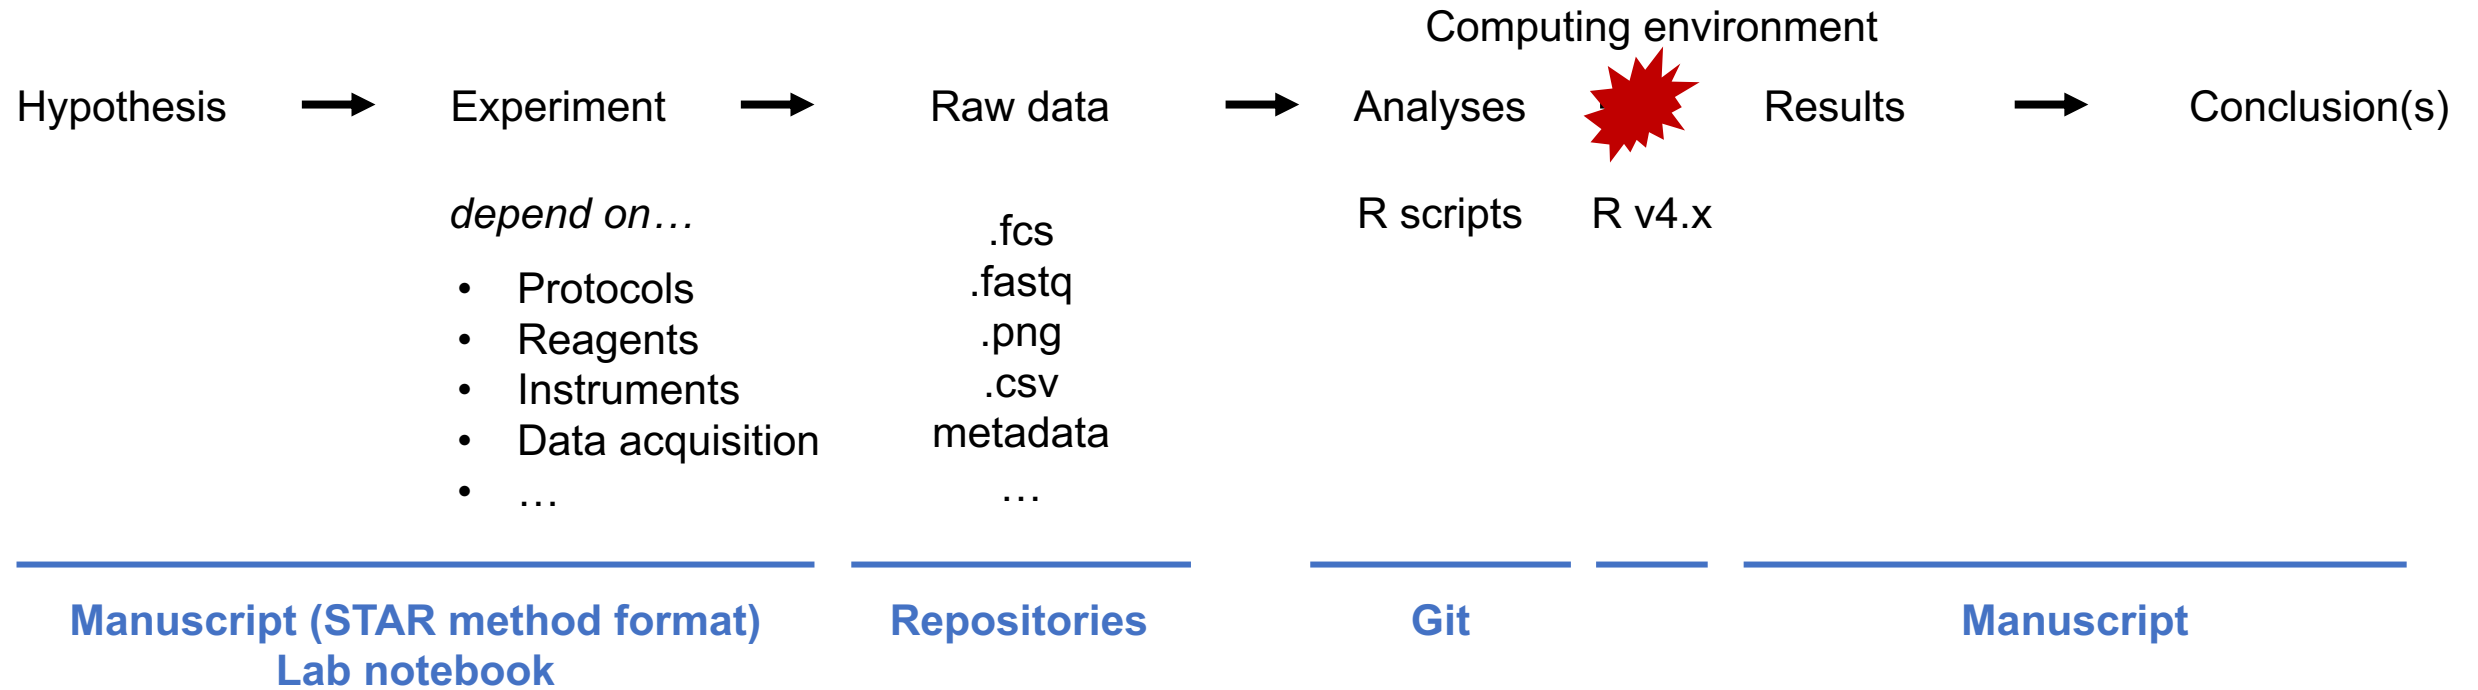 Computing environment
Hypothesis
Experiment
Raw data
Analyses
Results
Conclusion(s)
depend on…
• Protocols
• Reagents
• Instruments
• Data acquisition
• …
.fcs
.fastq
.png
.csv
metadata
…
R scripts
R v4.x
Manuscript (STAR method format)
Lab notebook
Repositories
Git
Manuscript